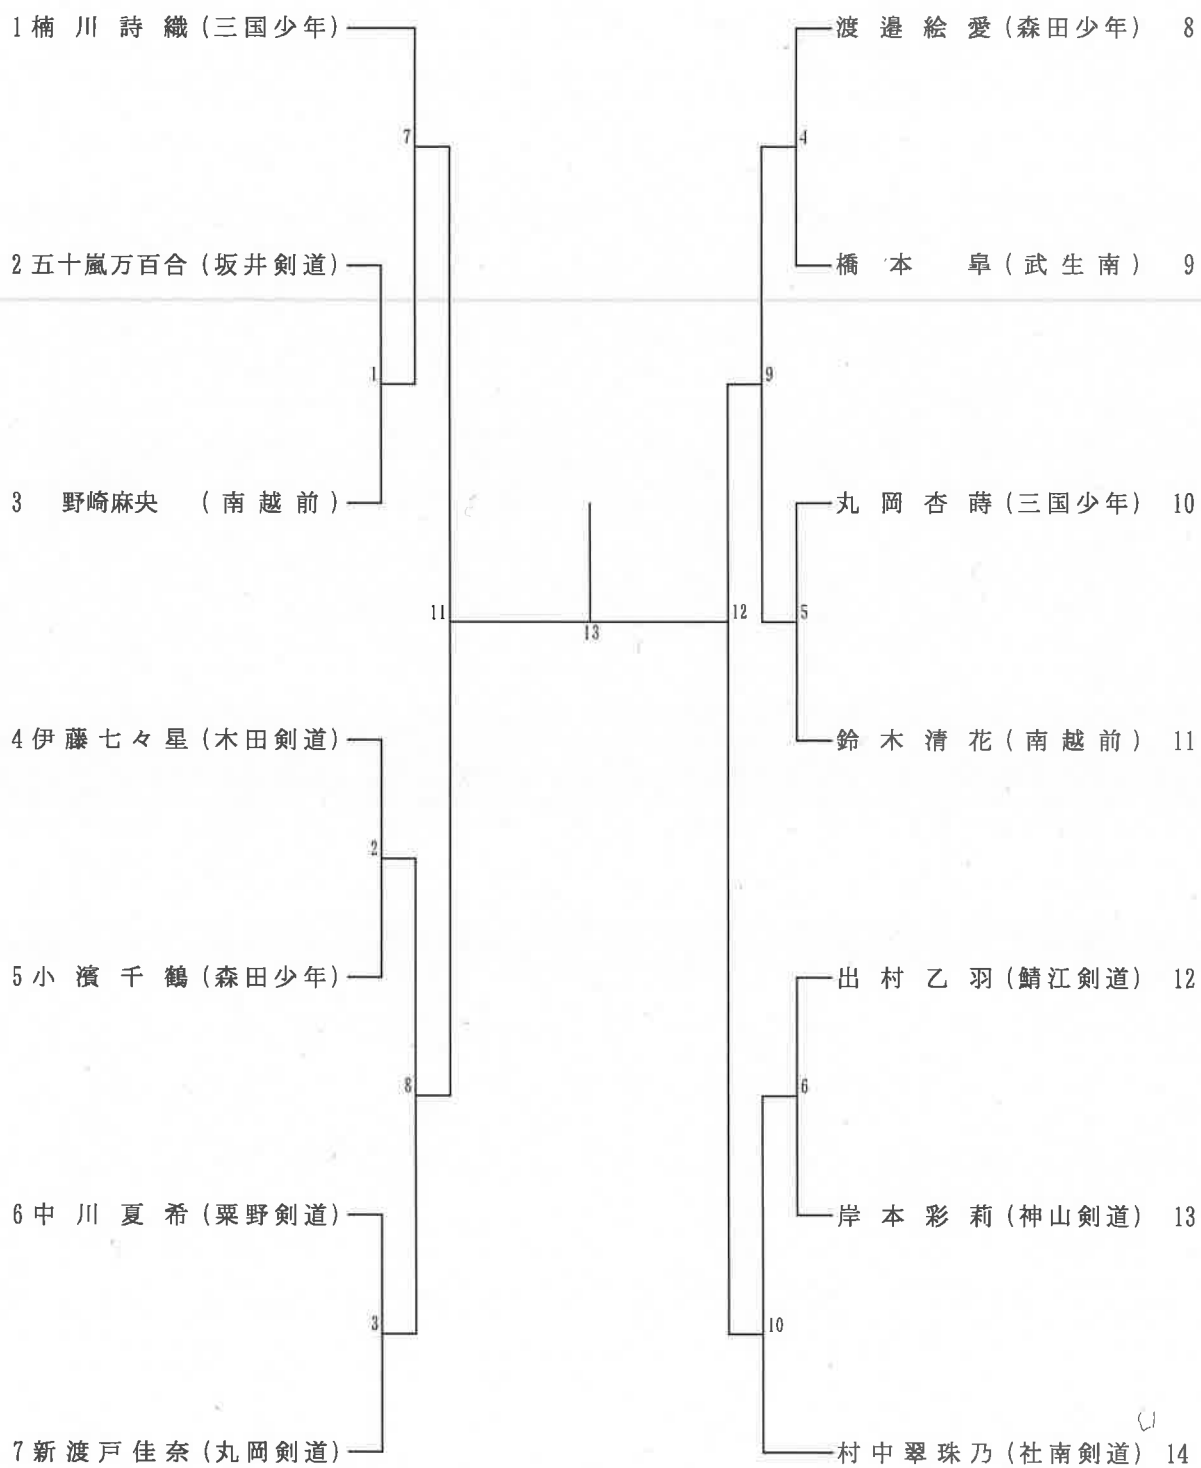 1 楠川詩織 (三国少年)
7
2 五十嵐万百合 (坂井剣道)
1
3 野崎麻央 (南越前)
11
4 伊藤七々星 (木田剣道)
2
5 小濱千鶴 (森田少年)
8
6 中川夏希 (粟野剣道)
3
7 新渡戸佳奈 (丸岡剣道)
13
渡邉絵愛 (森田少年) 8
4
橋本皐 (武生南) 9
9
丸岡杏蒔 (三国少年) 10
12
5
鈴木清花 (南越前) 11
出村乙羽 (鯖江剣道) 12
6
岸本彩莉 (神山剣道) 13
10
村中翠珠乃 (社南剣道) 14